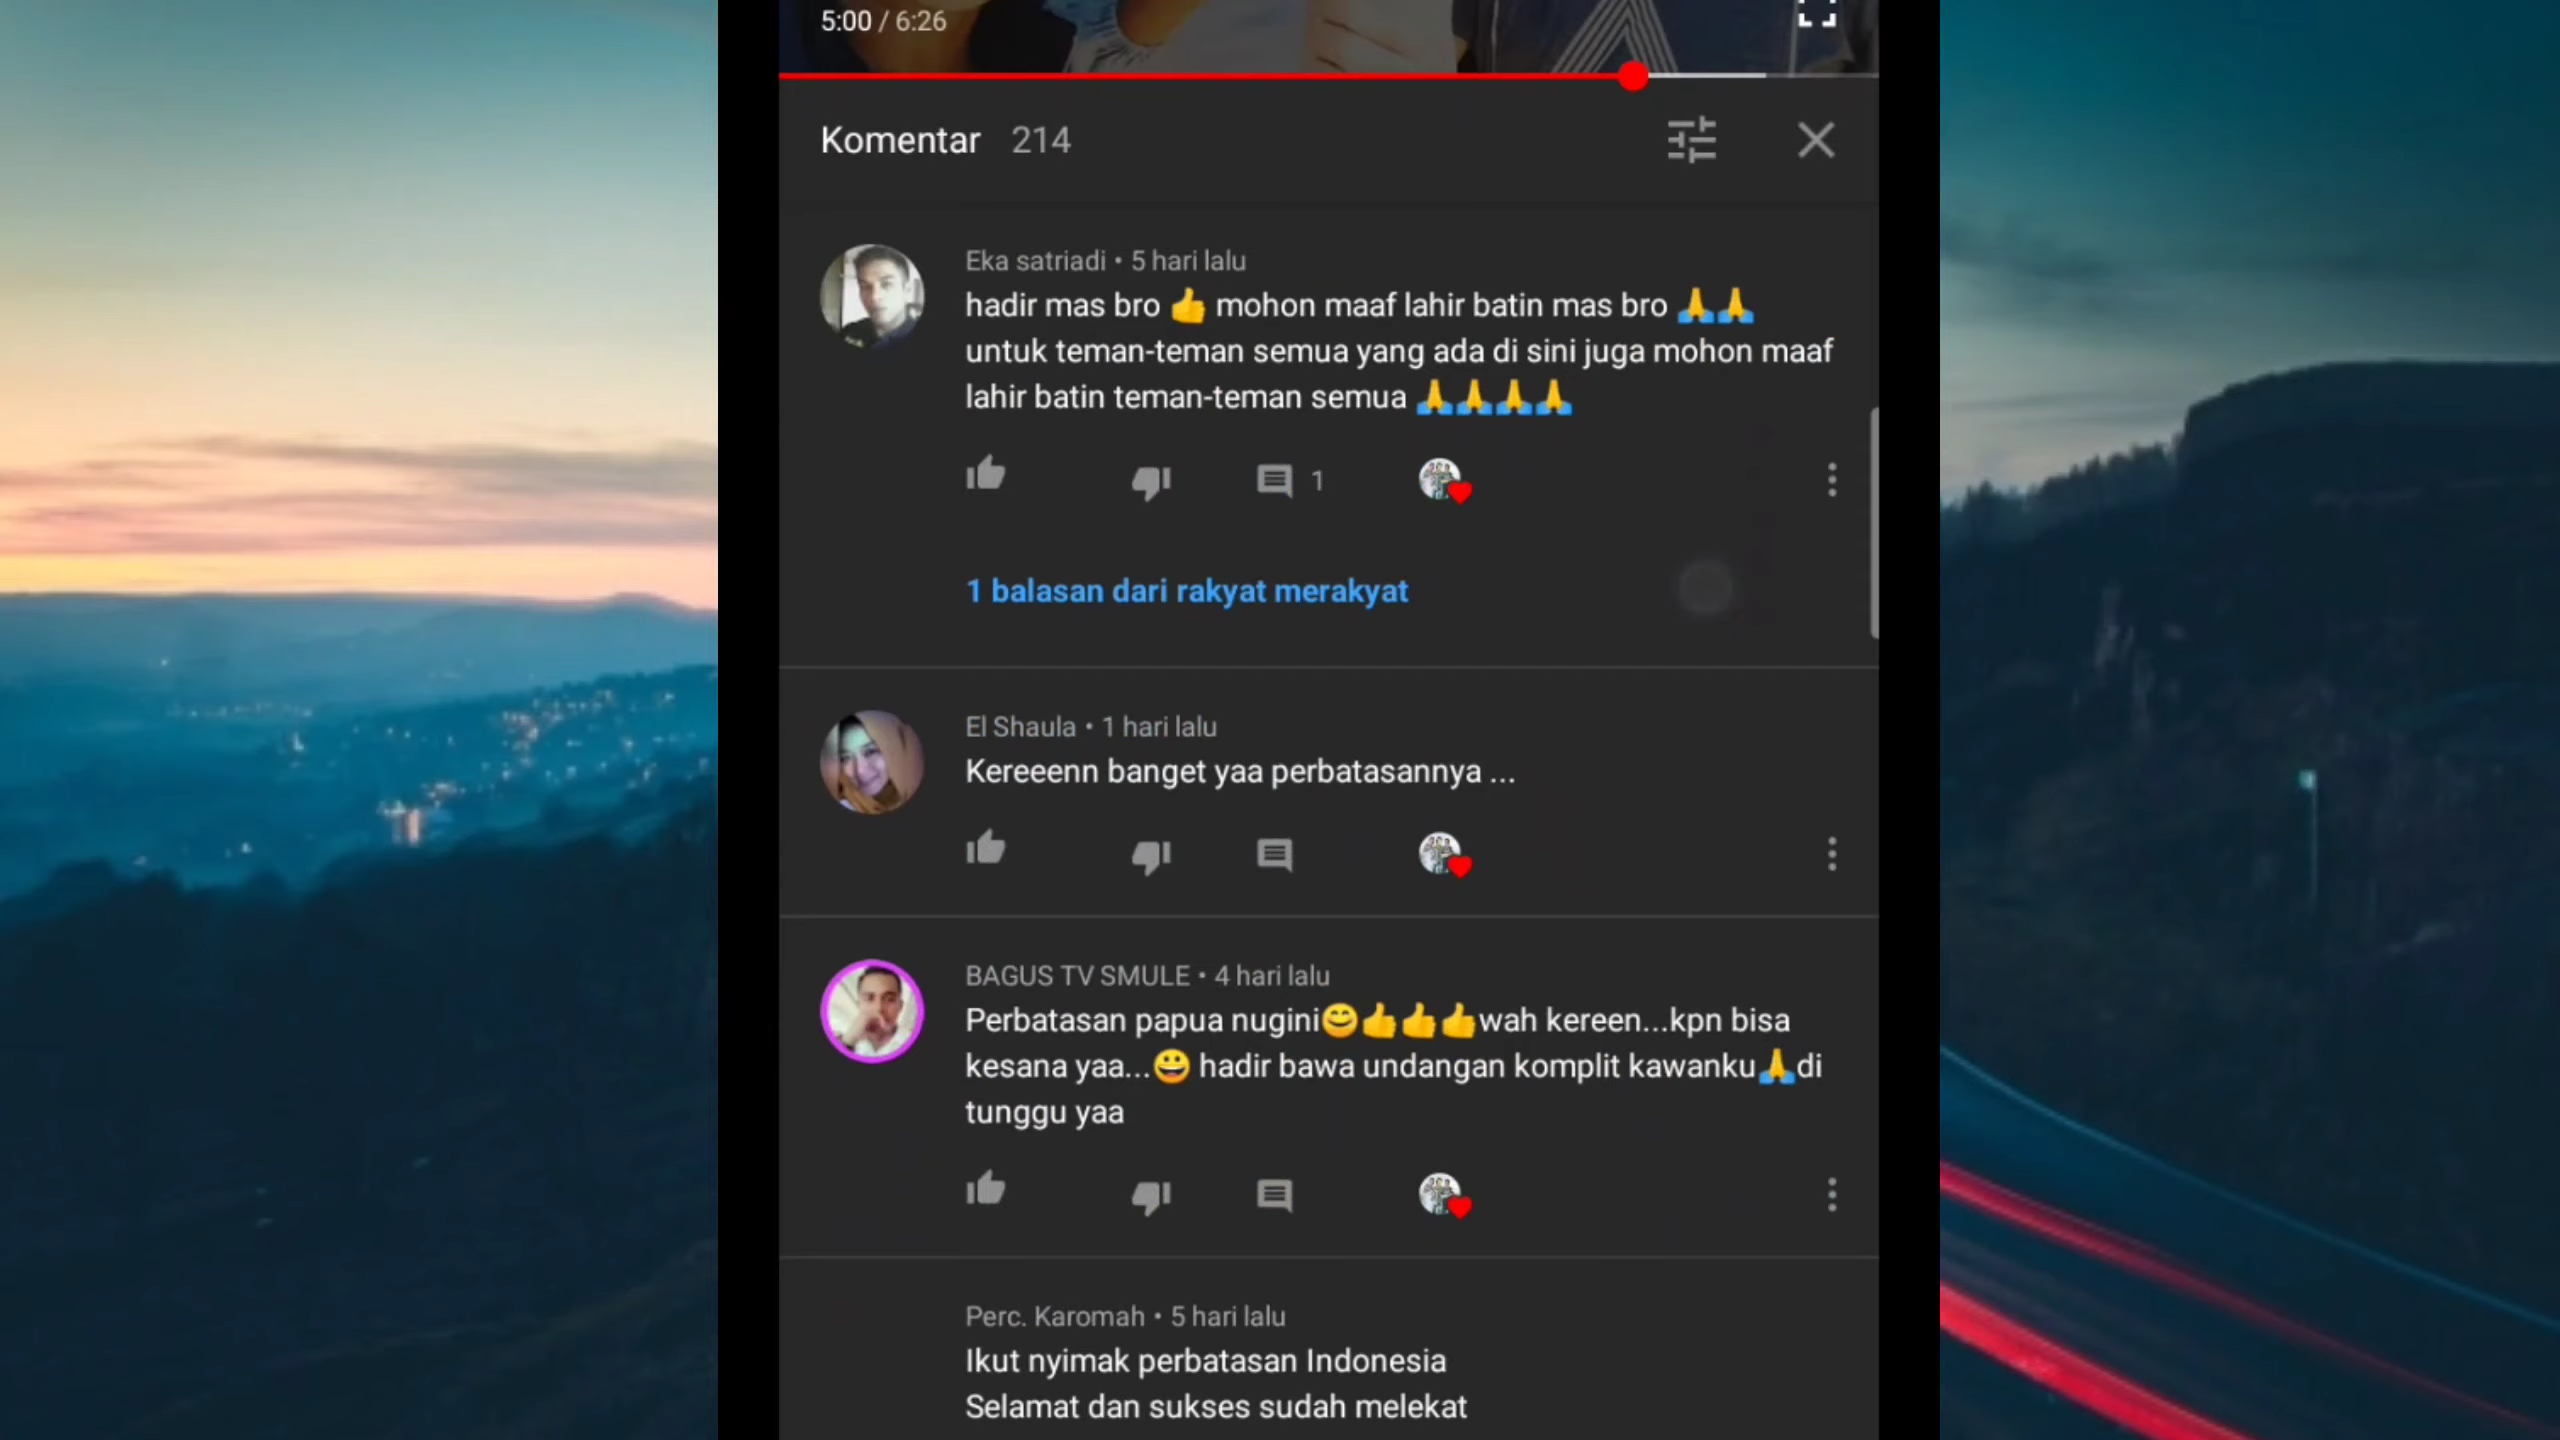 5:00 / 6:26
Komentar 214
Eka satriadi • 5 hari lalu
hadir mas bro 👍 mohon maaf lahir batin mas bro 🙏🙏
untuk teman-teman semua yang ada di sini juga mohon maaf
lahir batin teman-teman semua 🙏🙏🙏🙏
1
1 balasan dari rakyat merakyat
El Shaula • 1 hari lalu
Kereeenn banget yaa perbatasannya ...
BAGUS TV SMULE • 4 hari lalu
Perbatasan papua nugini😊👍👍👍wah kereen...kpn bisa
kesana yaa...😀 hadir bawa undangan komplit kawanku🙏di
tunggu yaa
Perc. Karomah • 5 hari lalu
Ikut nyimak perbatasan Indonesia
Selamat dan sukses sudah melekat